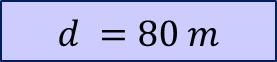 d = 80 m